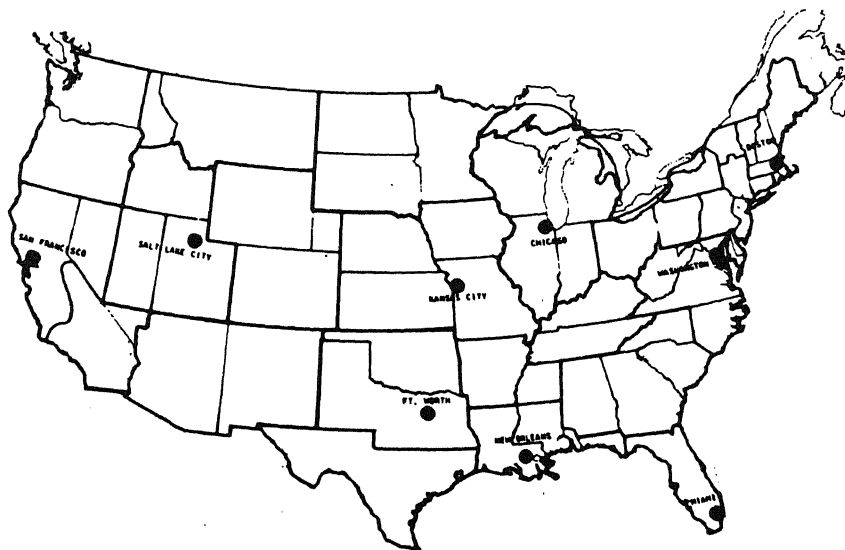 BOSTON
SAN FRANCISCO
SALT LAKE CITY
CHICAGO
WASHINGTON
KANSAS CITY
FT. WORTH
NEW ORLEANS
MIAMI